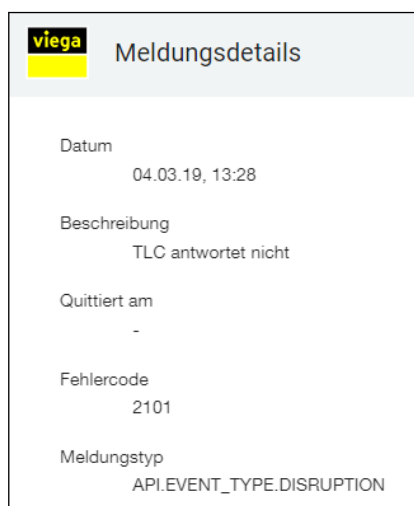 viega
Meldungsdetails
Datum
04.03.19, 13:28
Beschreibung
TLC antwortet nicht
Quittiert am
-
Fehlercode
2101
Meldungstyp
API.EVENT_TYPE.DISRUPTION